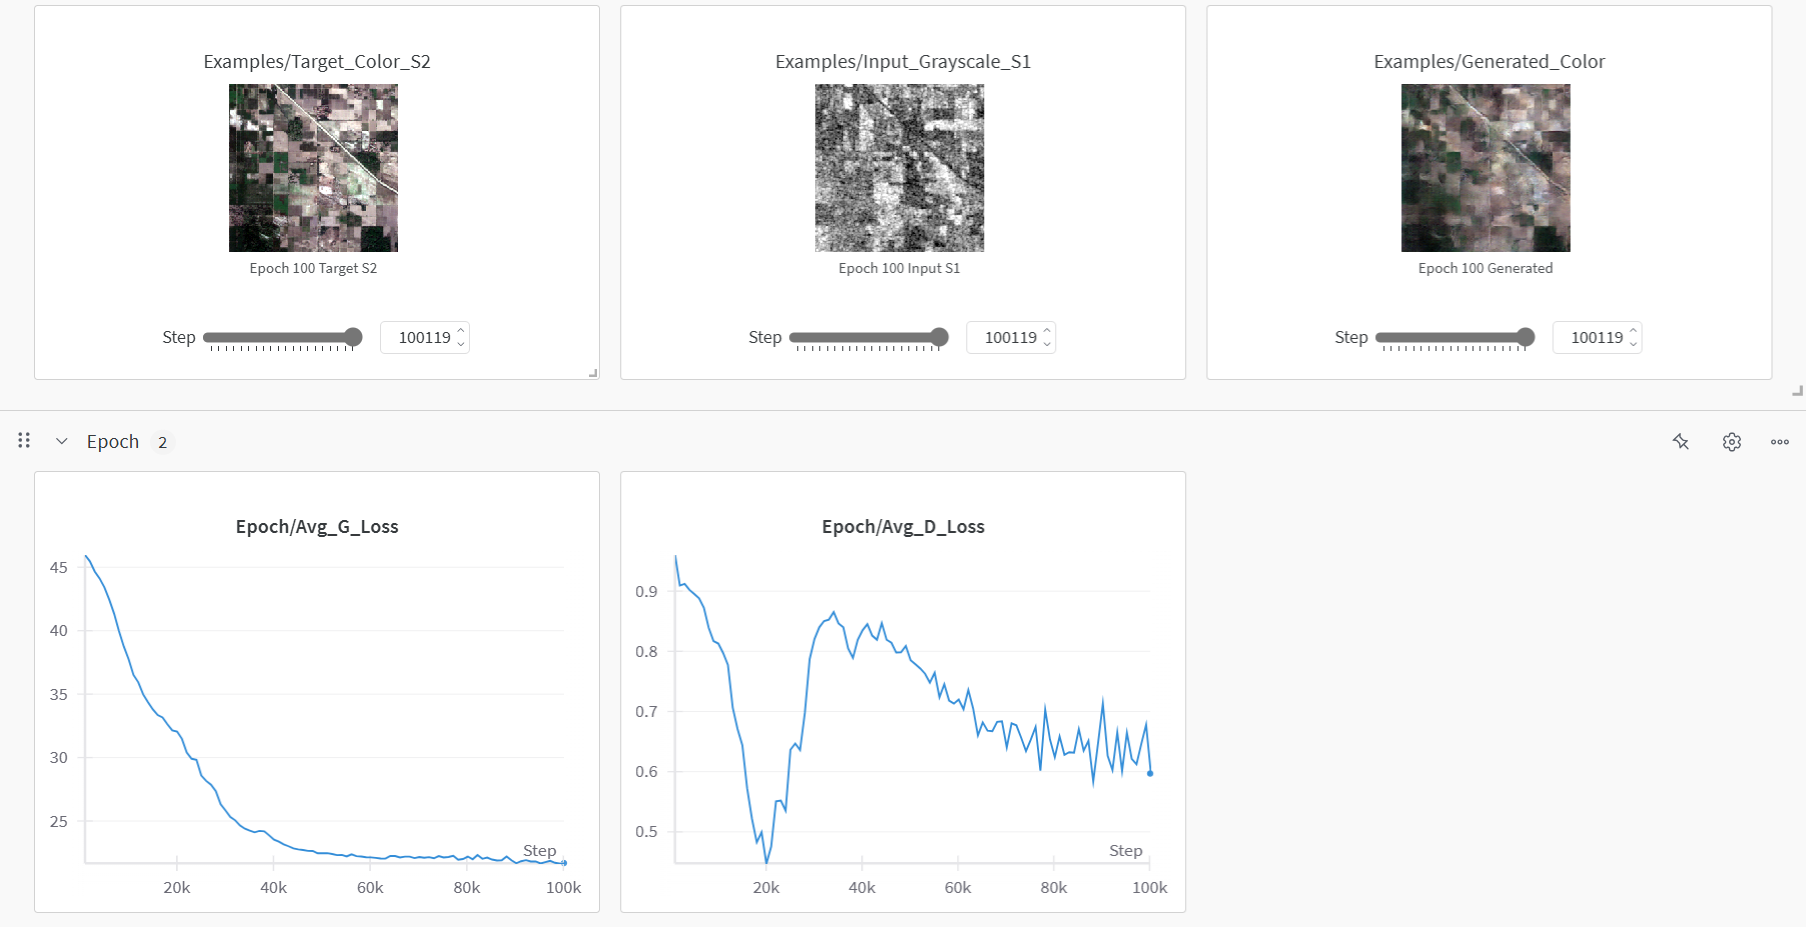 Examples/Target_Color_S2
Epoch 100 Target S2
Step 100119
Examples/Input_Grayscale_S1
Epoch 100 Input S1
Step 100119
Examples/Generated_Color
Epoch 100 Generated
Step 100119
Epoch 2
Epoch/Avg_G_Loss
45
40
35
30
25
Step
20k 40k 60k 80k 100k
Epoch/Avg_D_Loss
0.9
0.8
0.7
0.6
0.5
Step
20k 40k 60k 80k 100k